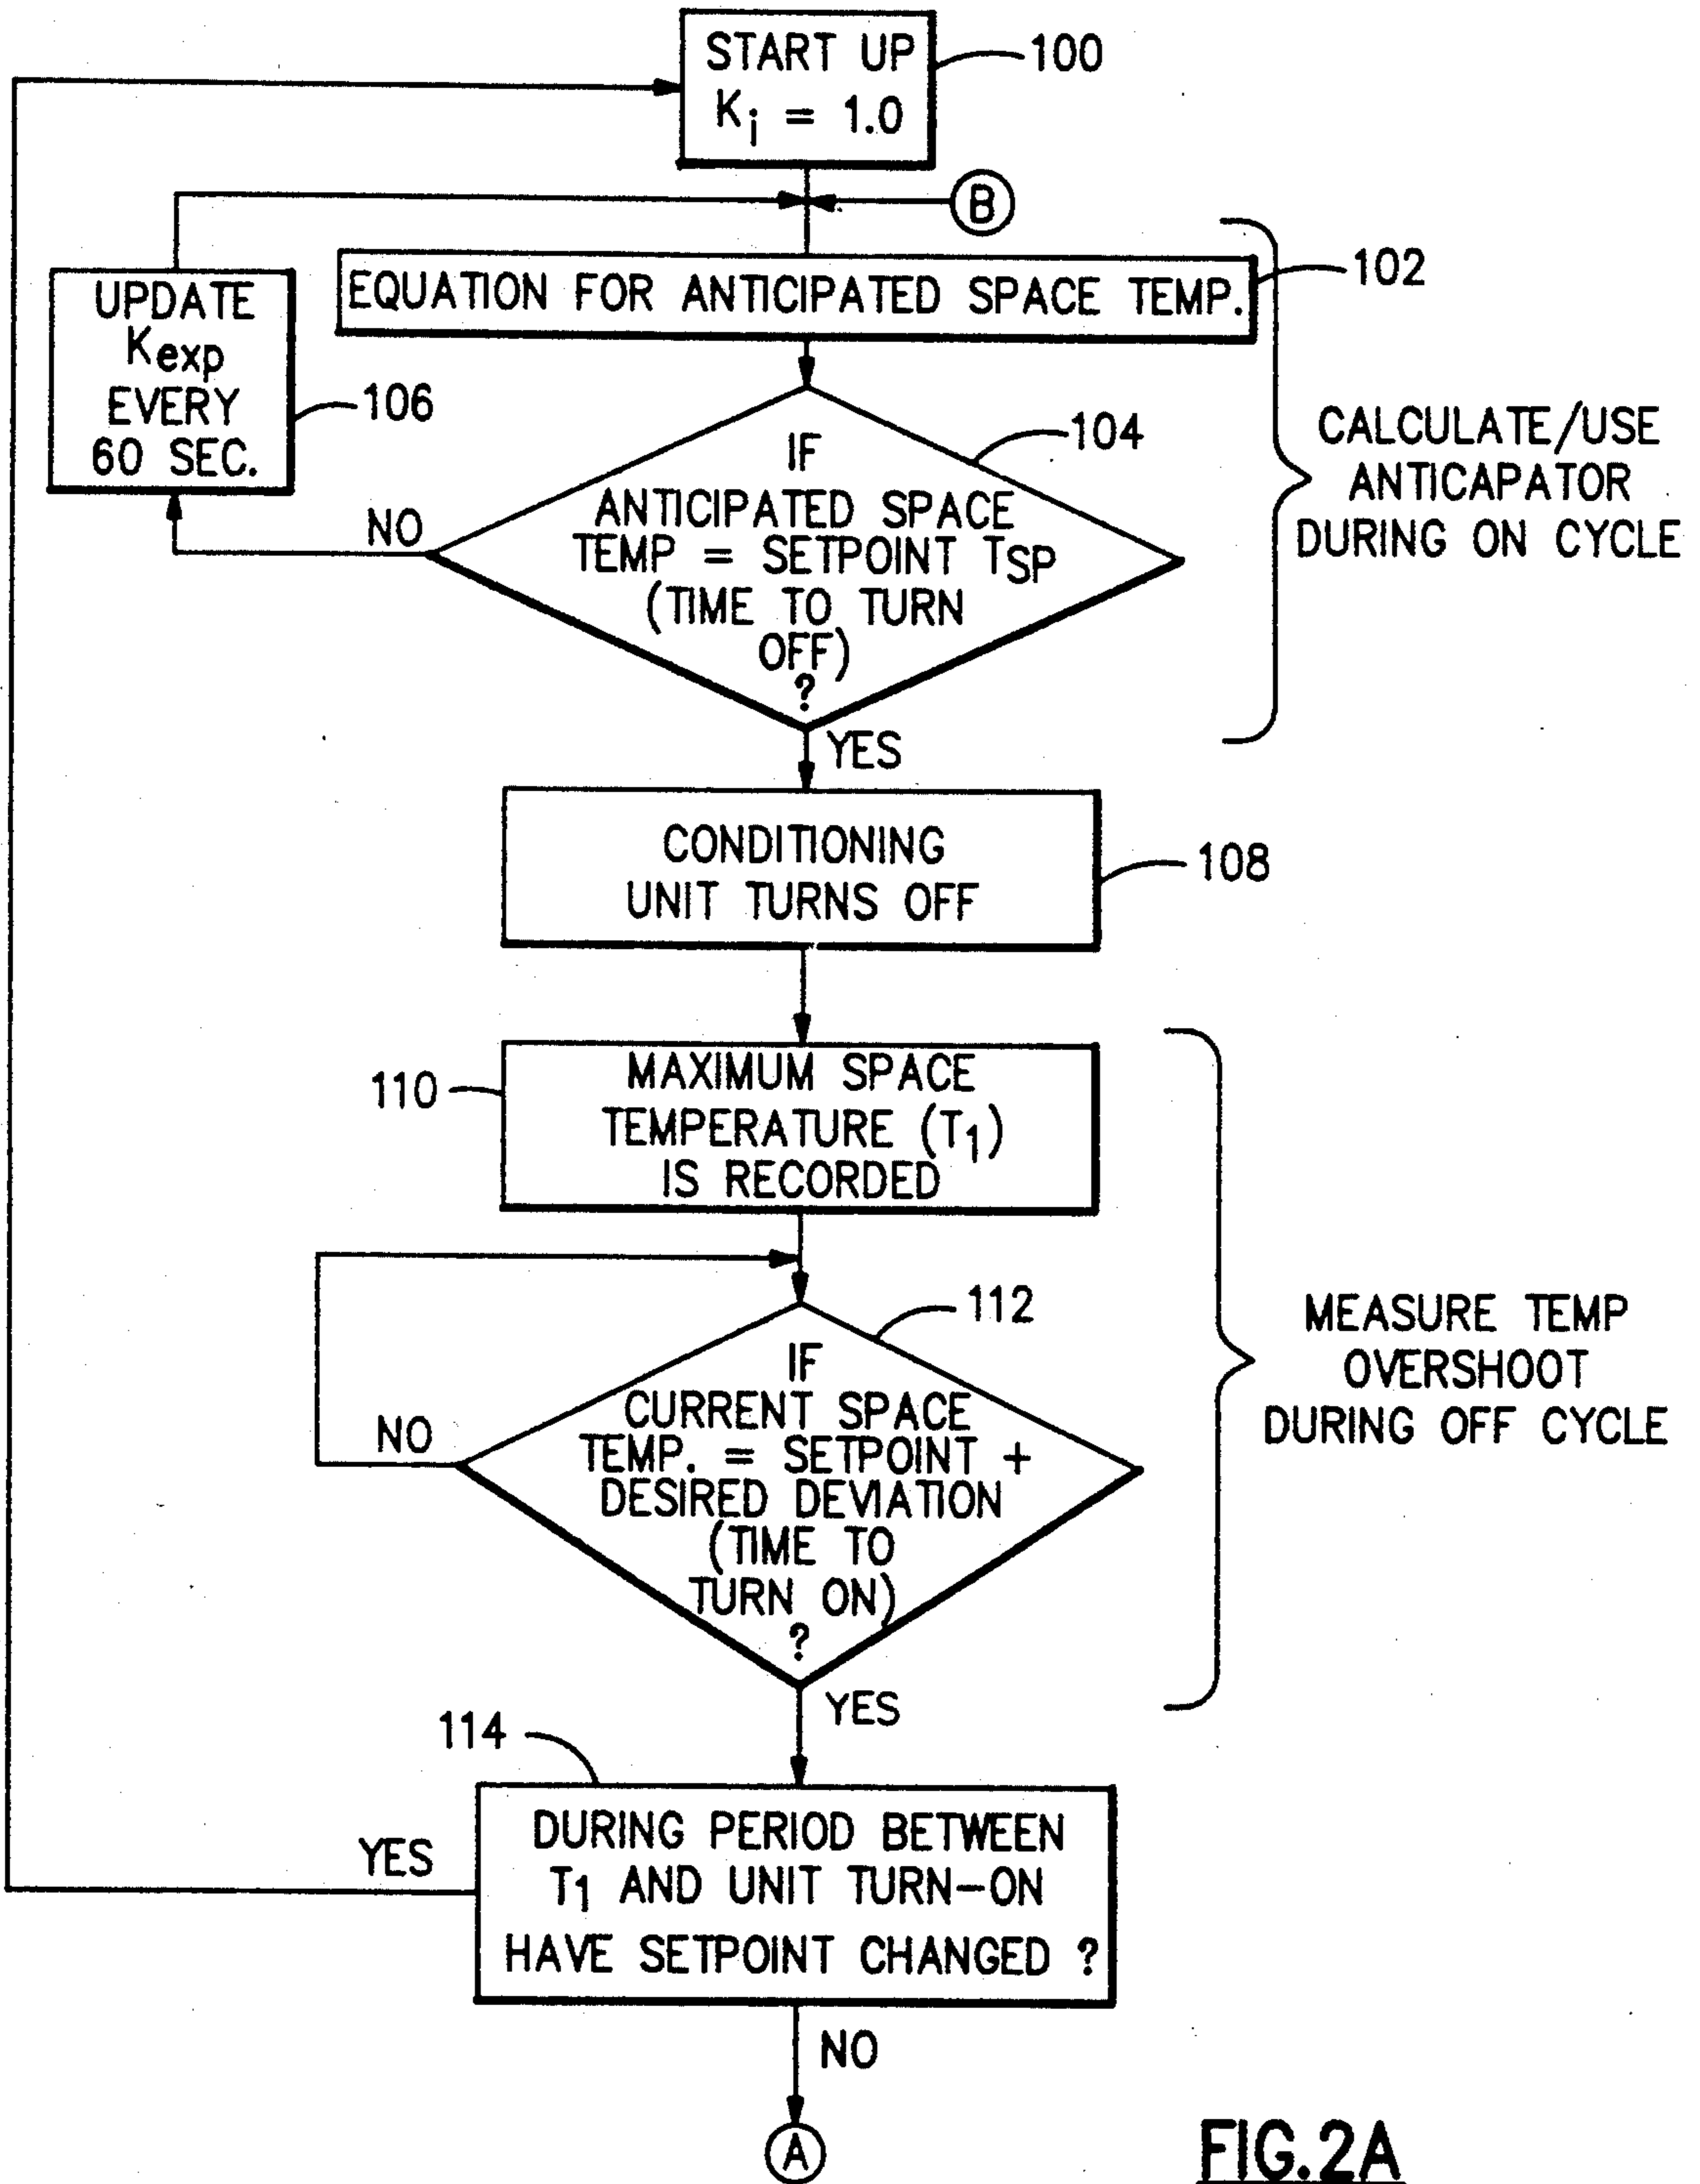 START UP
Ki = 1.0
100
B
EQUATION FOR ANTICIPATED SPACE TEMP.
102
UPDATE
Kexp
EVERY
60 SEC.
106
IF
ANTICIPATED SPACE
TEMP = SETPOINT TSP
(TIME TO TURN
OFF)
?
104
NO
YES
CALCULATE/USE
ANTICAPATOR
DURING ON CYCLE
CONDITIONING
UNIT TURNS OFF
108
110
MAXIMUM SPACE
TEMPERATURE (T1)
IS RECORDED
112
IF
CURRENT SPACE
TEMP. = SETPOINT +
DESIRED DEVIATION
(TIME TO
TURN ON)
?
NO
YES
MEASURE TEMP
OVERSHOOT
DURING OFF CYCLE
114
DURING PERIOD BETWEEN
T1 AND UNIT TURN-ON
HAVE SETPOINT CHANGED ?
YES
NO
A
FIG.2A